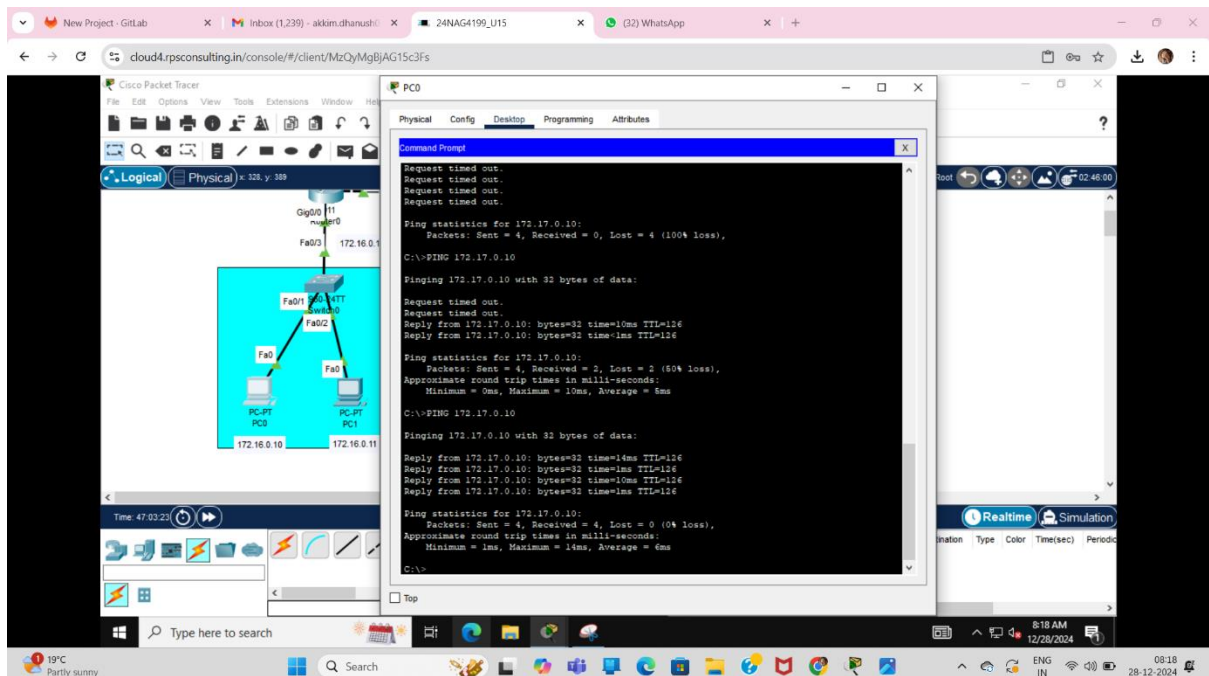 New Project - GitLab
Inbox (1,239) - akkim.dhanush
24NAG4199_U15
(32) WhatsApp
cloud4.rpsconsulting.in/console/#/client/MzQyMgBjAG15c3Fs
Cisco Packet Tracer
File Edit Options View Tools Extensions Window Help
PC0
Physical Config Desktop Programming Attributes
Command Prompt
X
Request timed out.
Request timed out.
Request timed out.
Request timed out.
Ping statistics for 172.17.0.10:
Packets: Sent = 4, Received = 0, Lost = 4 (100% loss),
C:\>PING 172.17.0.10
Pinging 172.17.0.10 with 32 bytes of data:
Request timed out.
Request timed out.
Reply from 172.17.0.10: bytes=32 time=10ms TTL=126
Reply from 172.17.0.10: bytes=32 time<1ms TTL=126
Ping statistics for 172.17.0.10:
Packets: Sent = 4, Received = 2, Lost = 2 (50% loss),
Approximate round trip times in milli-seconds:
Minimum = 0ms, Maximum = 10ms, Average = 5ms
C:\>PING 172.17.0.10
Pinging 172.17.0.10 with 32 bytes of data:
Reply from 172.17.0.10: bytes=32 time=14ms TTL=126
Reply from 172.17.0.10: bytes=32 time=1ms TTL=126
Reply from 172.17.0.10: bytes=32 time=10ms TTL=126
Reply from 172.17.0.10: bytes=32 time=1ms TTL=126
Ping statistics for 172.17.0.10:
Packets: Sent = 4, Received = 4, Lost = 0 (0% loss),
Approximate round trip times in milli-seconds:
Minimum = 1ms, Maximum = 14ms, Average = 6ms
C:\>
Top
Logical Physical x: 328, y: 389
Root 02:46:00
Gig0/0
Fa0/3 172.16.0.1
Fa0/1
Fa0/2
Fa0
Fa0
PC-PT
PC0
PC-PT
PC1
172.16.0.10
172.16.0.11
Time: 47:03:23
Realtime Simulation
ination Type Color Time(sec) Periodic
Type here to search
8:18 AM
12/28/2024
19°C
Partly sunny
Search
ENG
IN
08:18
28-12-2024